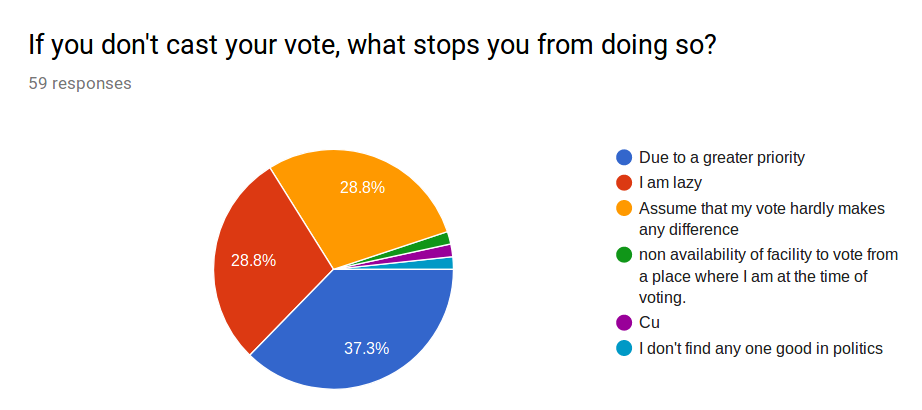 If you don't cast your vote, what stops you from doing so?
59 responses
28.8%
28.8%
37.3%
Due to a greater priority
I am lazy
Assume that my vote hardly makes
any difference
non availability of facility to vote from
a place where I am at the time of
voting.
Cu
I don't find any one good in politics